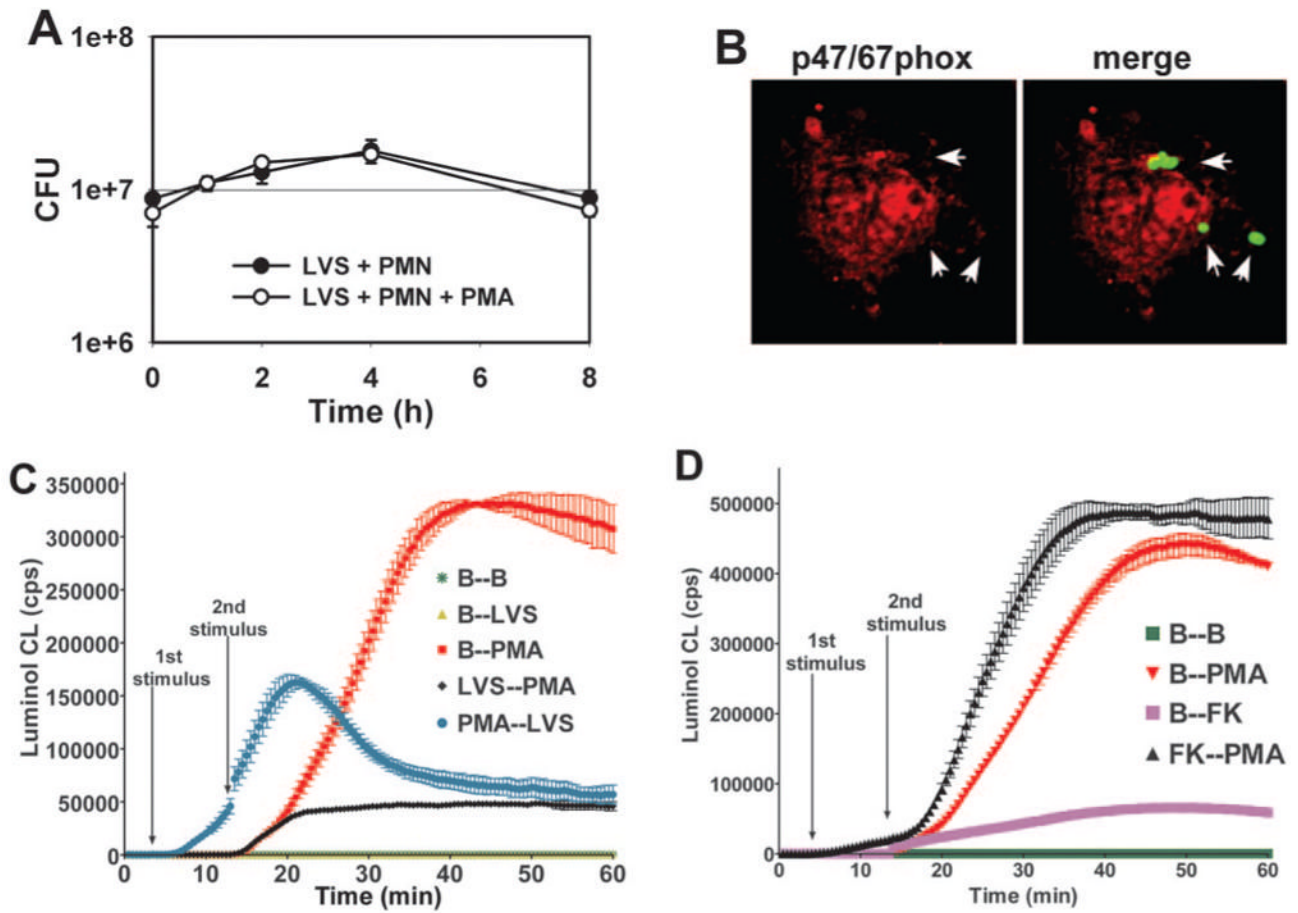 A
1e+8
1e+7
1e+6
CFU
LVS + PMN
LVS + PMN + PMA
0 2 4 6 8
Time (h)
B
p47/67phox merge
C
350000
300000
250000
200000
150000
100000
50000
0
Luminol CL (cps)
1st
stimulus
2nd
stimulus
B--B
B--LVS
B--PMA
LVS--PMA
PMA--LVS
0 10 20 30 40 50 60
Time (min)
D
500000
400000
300000
200000
100000
0
Luminol CL (cps)
1st
stimulus
2nd
stimulus
B--B
B--PMA
B--FK
FK--PMA
0 10 20 30 40 50 60
Time (min)